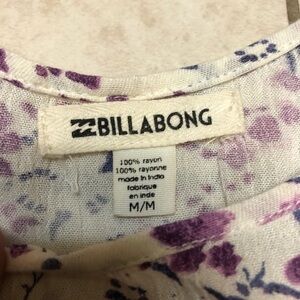 BILLABONG
100% rayon
100% rayonne
made in India
fabriqué
en inde
M/M